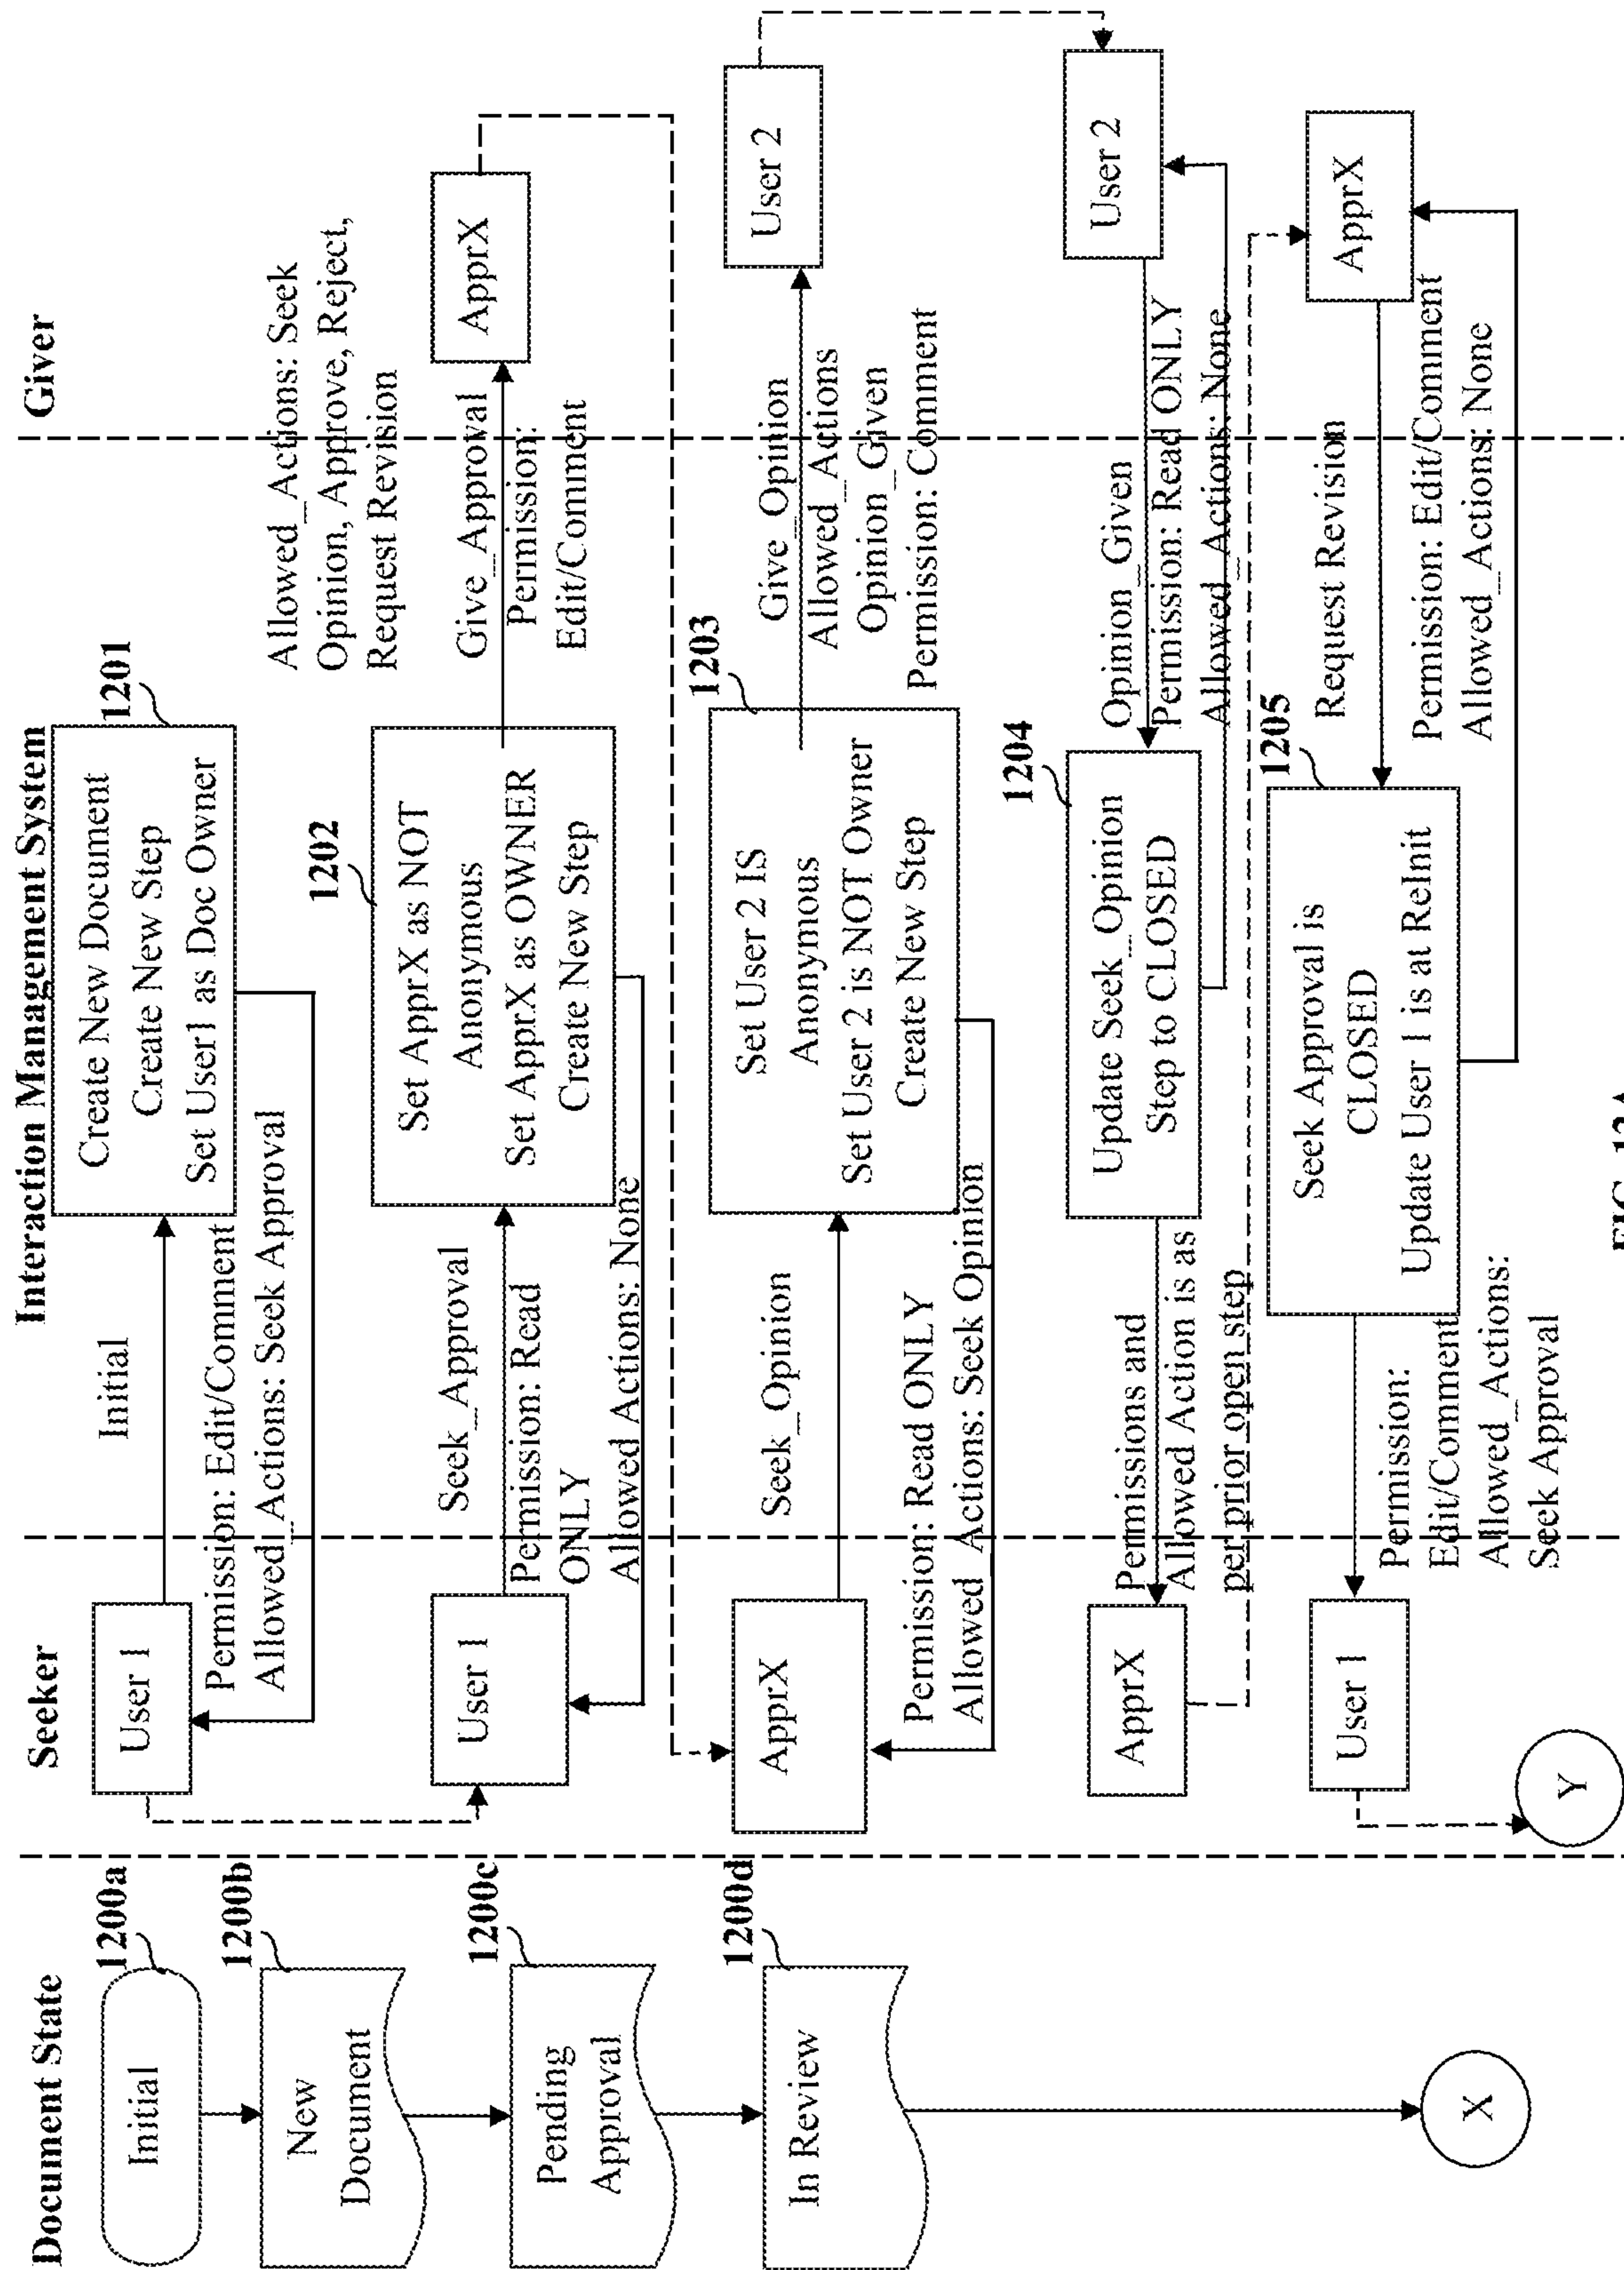 Document State
Seeker
Interaction Management System
Giver
1200a
Initial
1200b
New
Document
1200c
Pending
Approval
1200d
In Review
X
User 1
Initial
1201
Create New Document
Create New Step
Set User1 as Doc Owner
Permission: Edit/Comment
Allowed_Actions: Seek Approval
User 1
Seek_Approval
Permission: Read
ONLY
Allowed Actions: None
1202
Set ApprX as NOT
Anonymous
Set ApprX as OWNER
Create New Step
Allowed_Actions: Seek
Opinion, Approve, Reject,
Request Revision
Give_Approval
Permission:
Edit/Comment
ApprX
ApprX
Seek_Opinion
Permission: Read ONLY
Allowed_Actions: Seek Opinion
1203
Set User 2 IS
Anonymous
Set User 2 is NOT Owner
Create New Step
Give_Opinion
Allowed_Actions
Opinion_Given
Permission: Comment
User 2
ApprX
Permissions and
Allowed Action is as
per prior open step
1204
Update Seek_Opinion
Step to CLOSED
Opinion_Given
Permission: Read ONLY
Allowed_Actions: None
User 2
User 1
Permission:
Edit/Comment
Allowed_Actions:
Seek Approval
1205
Seek Approval is
CLOSED
Update User 1 is at ReInit
Request Revision
Permission: Edit/Comment
Allowed_Actions: None
ApprX
Y